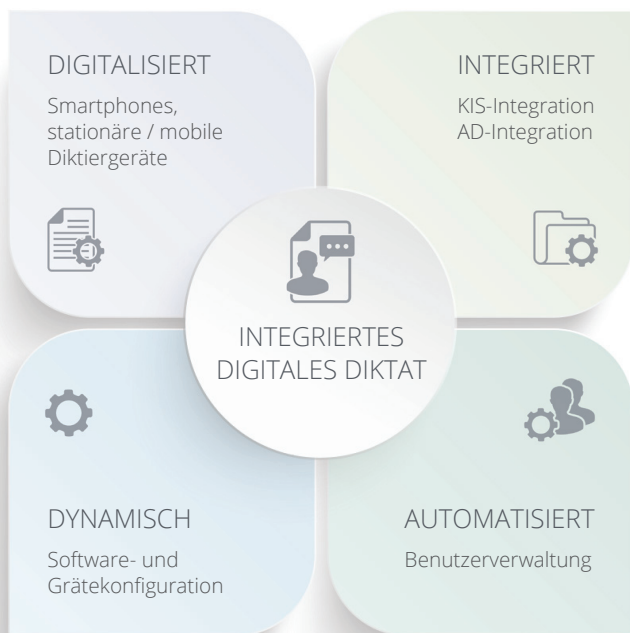 DIGITALISIERT
Smartphones,
stationäre / mobile
Diktiergeräte
INTEGRIERT
KIS-Integration
AD-Integration
INTEGRIERTES
DIGITALES DIKTAT
DYNAMISCH
Software- und
Grätekonfiguration
AUTOMATISIERT
Benutzerverwaltung